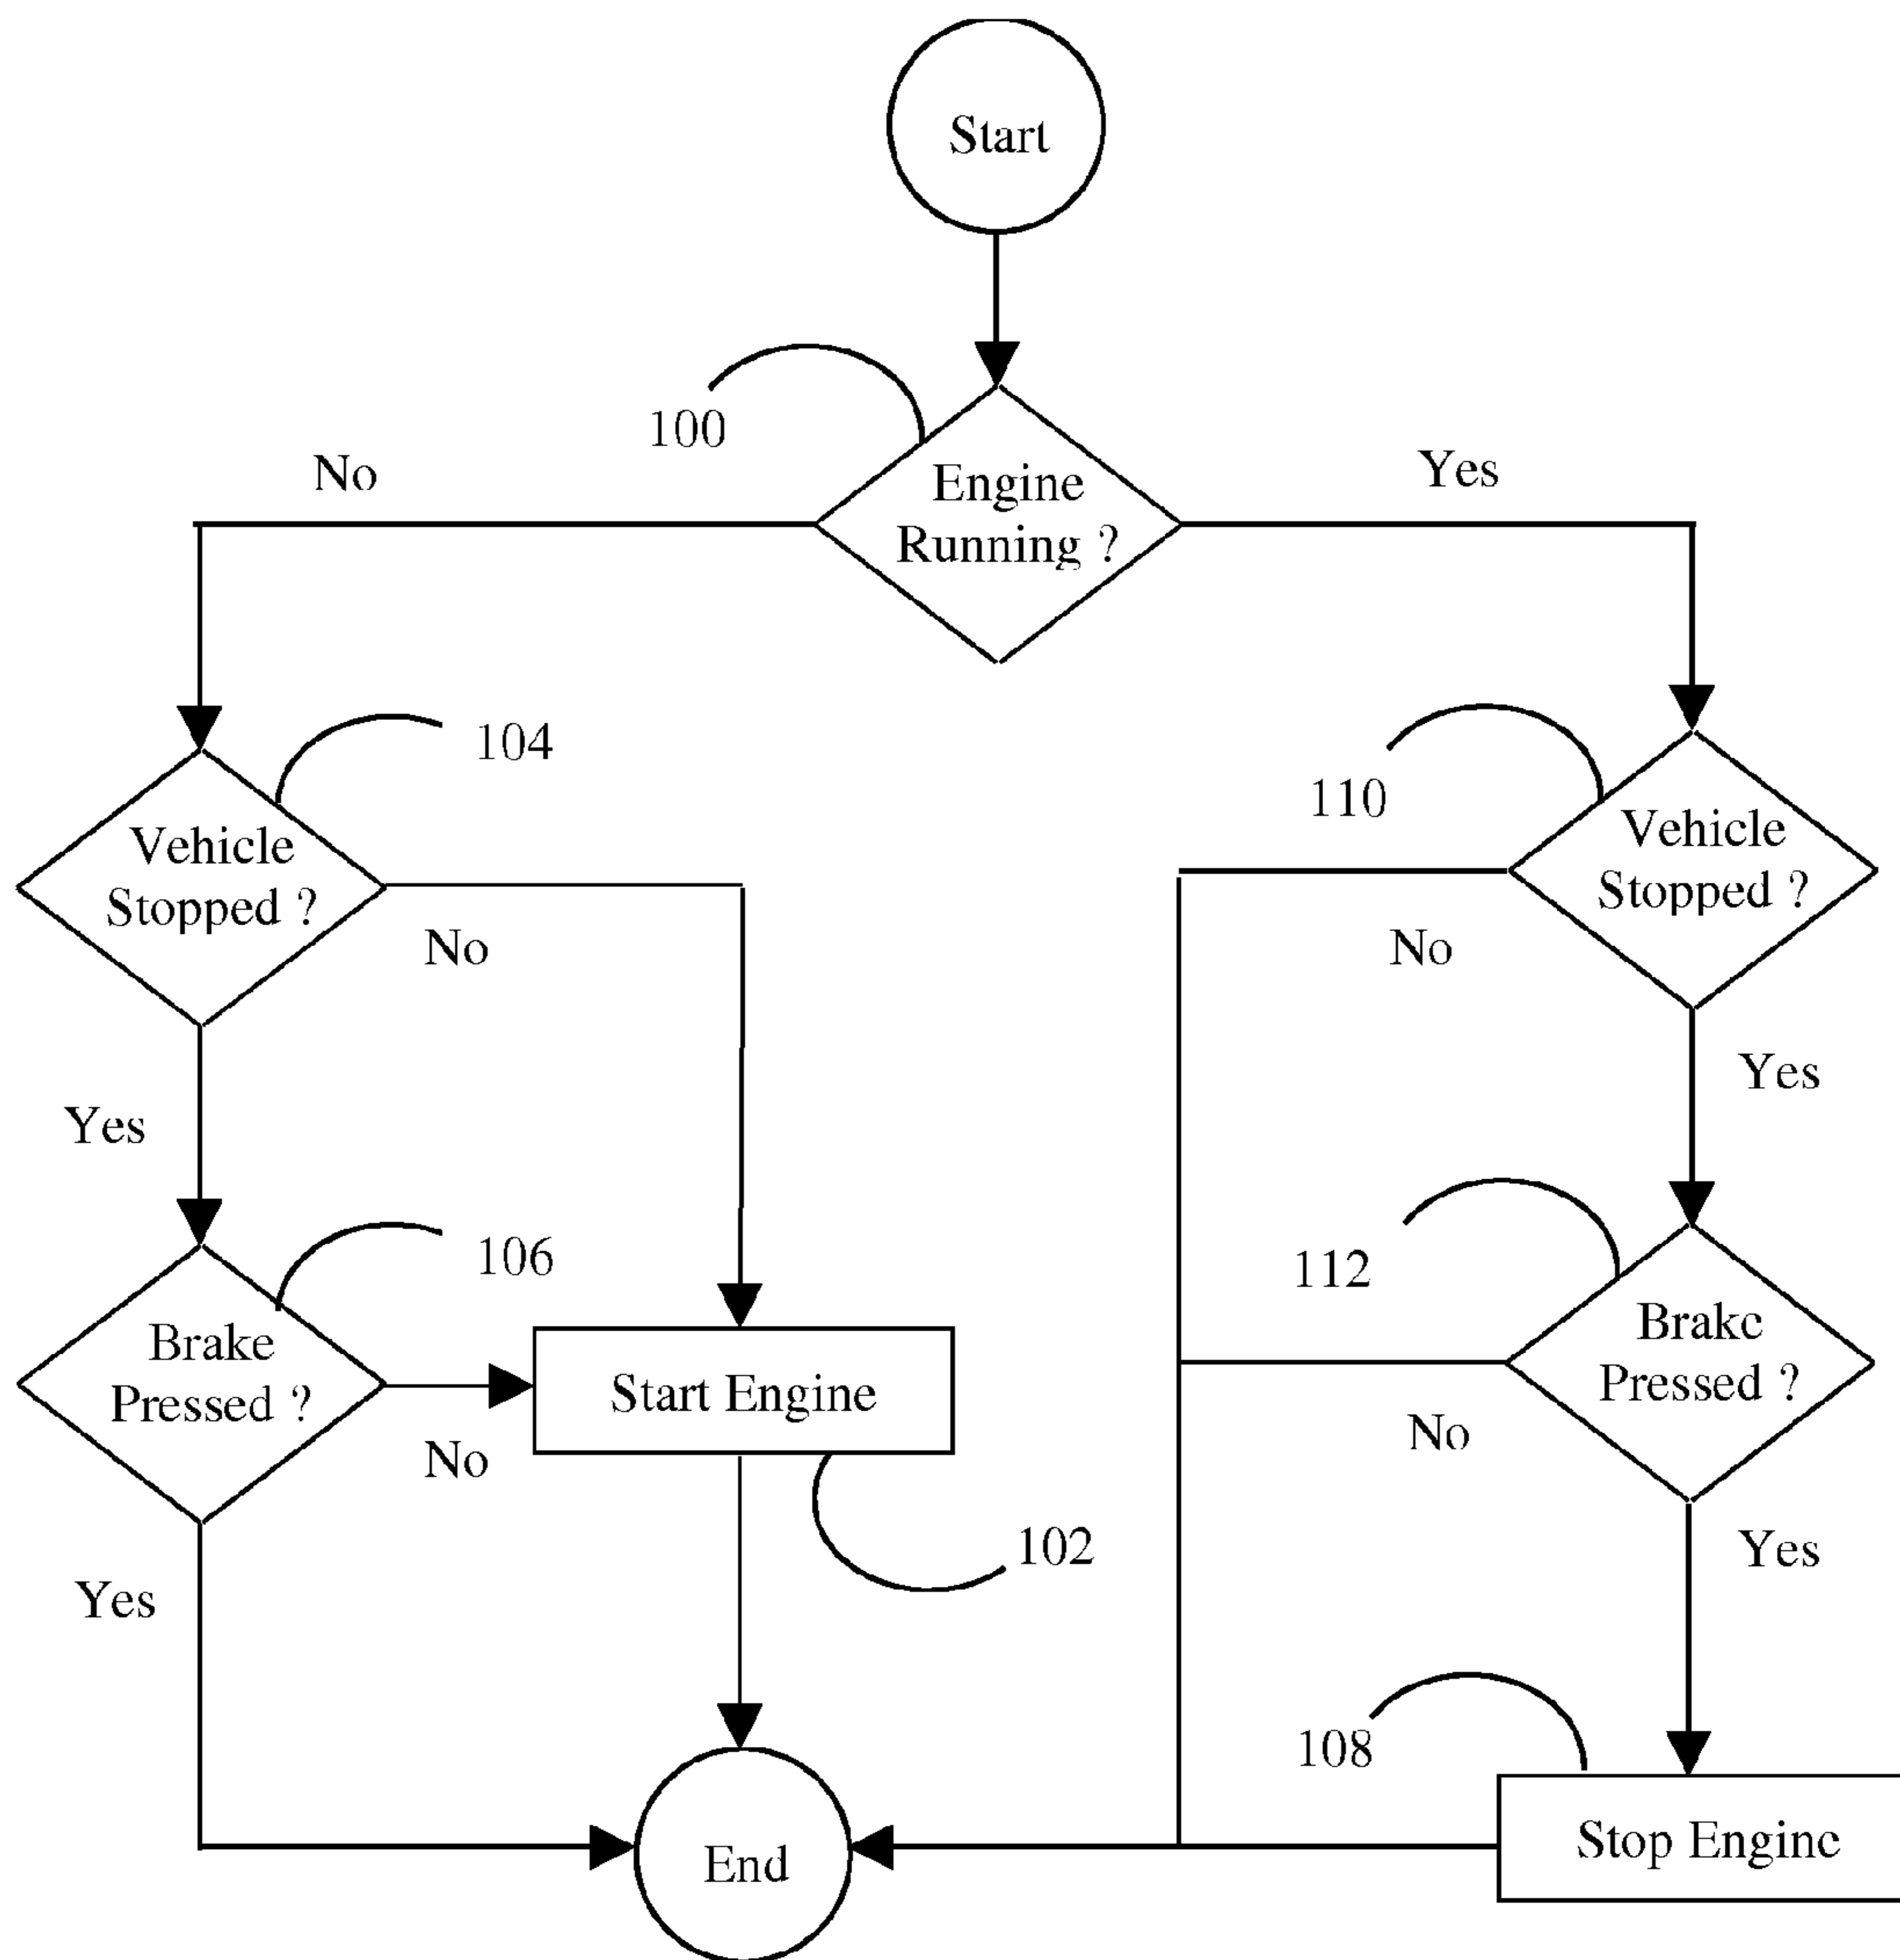 Start
100
Engine
Running ?
No
Yes
104
Vehicle
Stopped ?
No
110
Vehicle
Stopped ?
No
Yes
Yes
106
Brake
Pressed ?
No
Start Engine
102
112
Brake
Pressed ?
No
Yes
Yes
108
Stop Engine
End